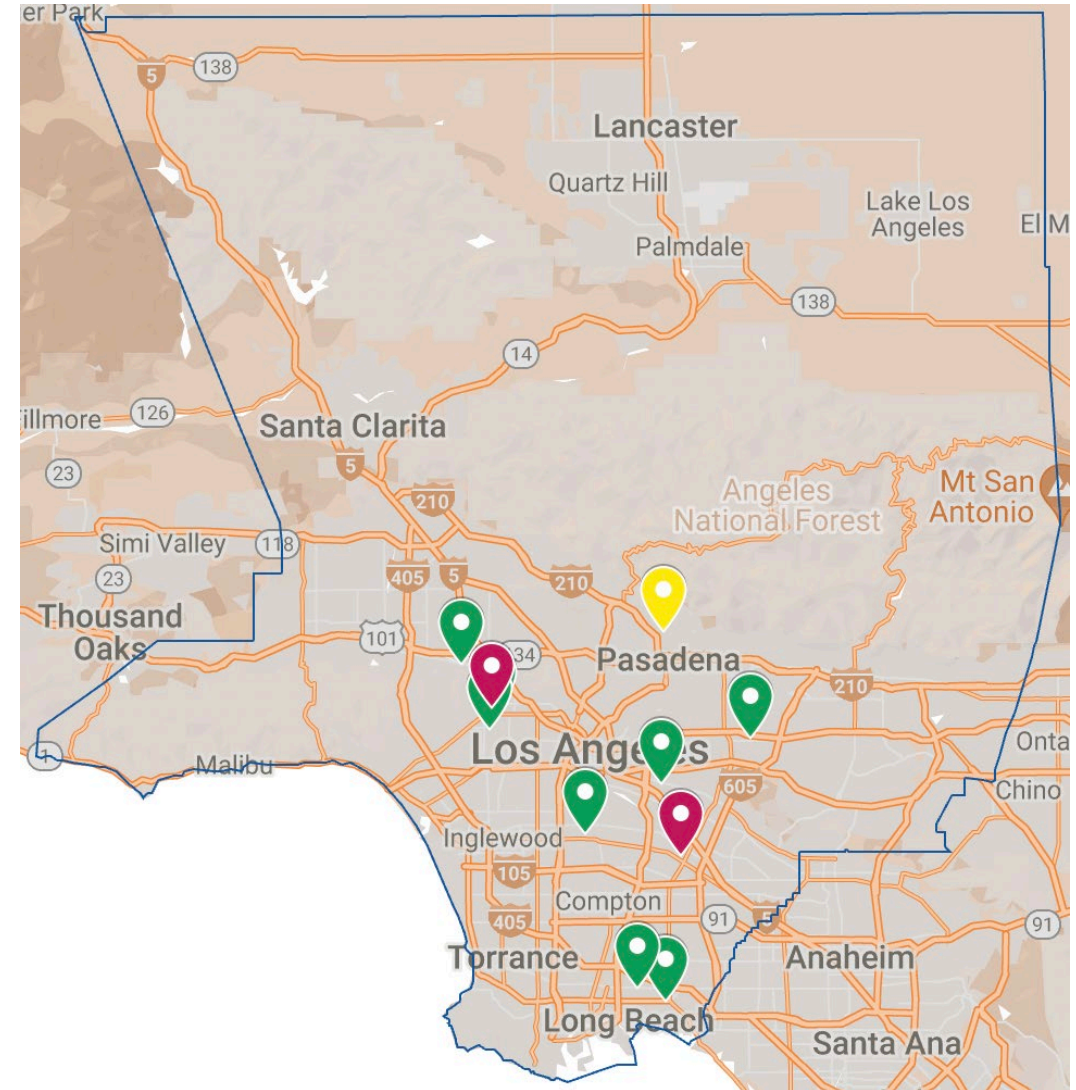 er Park
5
138
Lancaster
Quartz Hill
Lake Los
Angeles
El M
Palmdale
138
14
illmore
126
Santa Clarita
23
5
210
Angeles
National Forest
Mt San
Antonio
Simi Valley
118
23
405
5
210
Thousand
Oaks
101
34
Pasadena
210
Los Angeles
1
Malibu
Onta
605
Chino
Inglewood
105
Compton
405
91
5
91
Torrance
Anaheim
Long Beach
Santa Ana